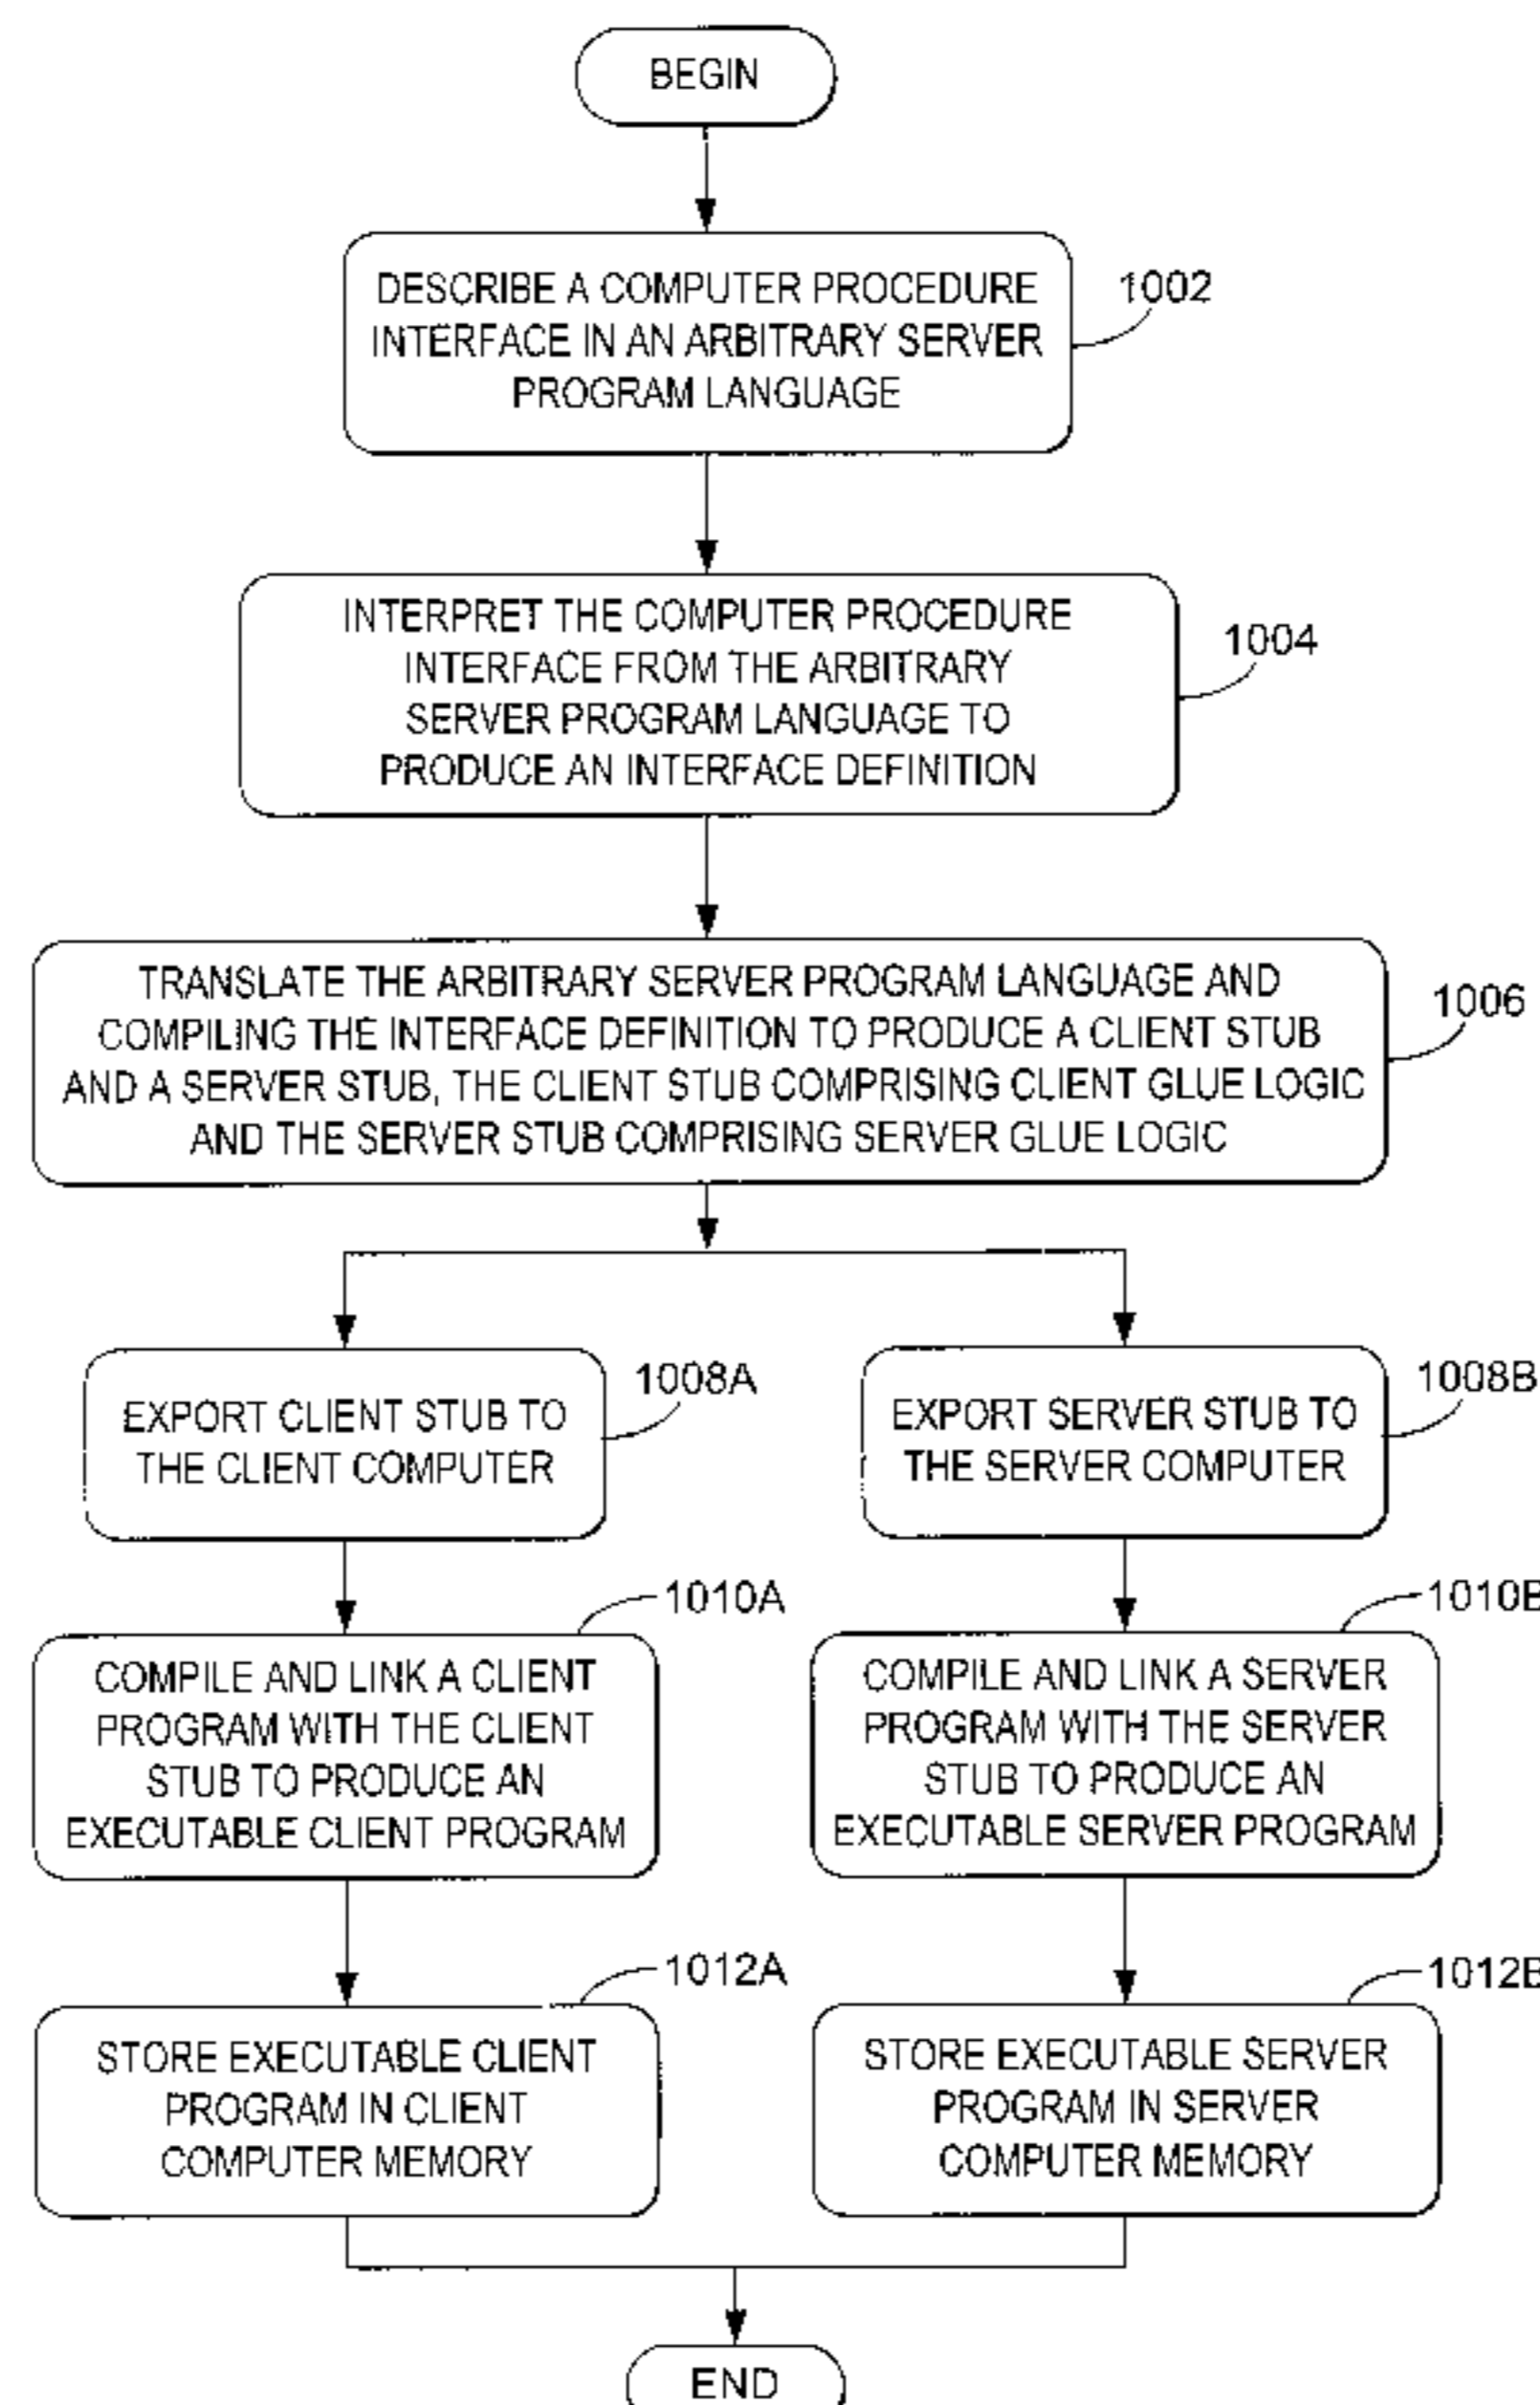 BEGIN
DESCRIBE A COMPUTER PROCEDURE
INTERFACE IN AN ARBITRARY SERVER
PROGRAM LANGUAGE
1002
INTERPRET THE COMPUTER PROCEDURE
INTERFACE FROM THE ARBITRARY
SERVER PROGRAM LANGUAGE TO
PRODUCE AN INTERFACE DEFINITION
1004
TRANSLATE THE ARBITRARY SERVER PROGRAM LANGUAGE AND
COMPILING THE INTERFACE DEFINITION TO PRODUCE A CLIENT STUB
AND A SERVER STUB, THE CLIENT STUB COMPRISING CLIENT GLUE LOGIC
AND THE SERVER STUB COMPRISING SERVER GLUE LOGIC
1006
EXPORT CLIENT STUB TO
THE CLIENT COMPUTER
1008A
EXPORT SERVER STUB TO
THE SERVER COMPUTER
1008B
1010A
COMPILE AND LINK A CLIENT
PROGRAM WITH THE CLIENT
STUB TO PRODUCE AN
EXECUTABLE CLIENT PROGRAM
1010B
COMPILE AND LINK A SERVER
PROGRAM WITH THE SERVER
STUB TO PRODUCE AN
EXECUTABLE SERVER PROGRAM
1012A
STORE EXECUTABLE CLIENT
PROGRAM IN CLIENT
COMPUTER MEMORY
1012B
STORE EXECUTABLE SERVER
PROGRAM IN SERVER
COMPUTER MEMORY
END